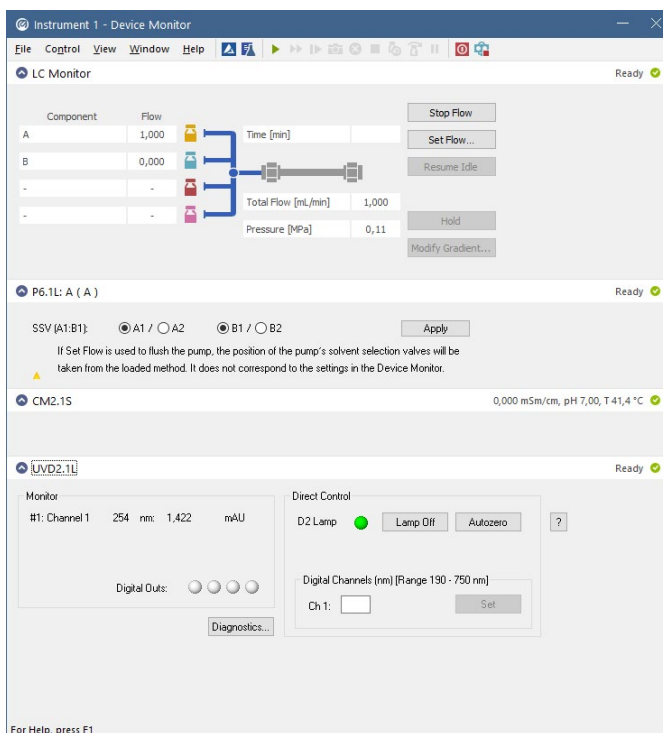 Instrument 1 - Device Monitor
File Control View Window Help
LC Monitor Ready
Component Flow
A 1,000 Time [min] Stop Flow
Set Flow...
B 0,000 Resume Idle
- -
Total Flow [mL/min] 1,000
- - Hold
Pressure [MPa] 0,11
Modify Gradient...
P6.1L: A ( A ) Ready
SSV (A1:B1): A1 / A2 B1 / B2 Apply
If Set Flow is used to flush the pump, the position of the pump's solvent selection valves will be
taken from the loaded method. It does not correspond to the settings in the Device Monitor.
CM2.1S 0,000 mSm/cm, pH 7,00, T 41,4 °C
UVD2.1L Ready
Monitor Direct Control
#1: Channel 1 254 nm: 1,422 mAU D2 Lamp Lamp Off Autozero ?
Digital Channels (nm) [Range 190 - 750 nm]
Digital Outs:
Ch 1: Set
Diagnostics...
For Help, press F1